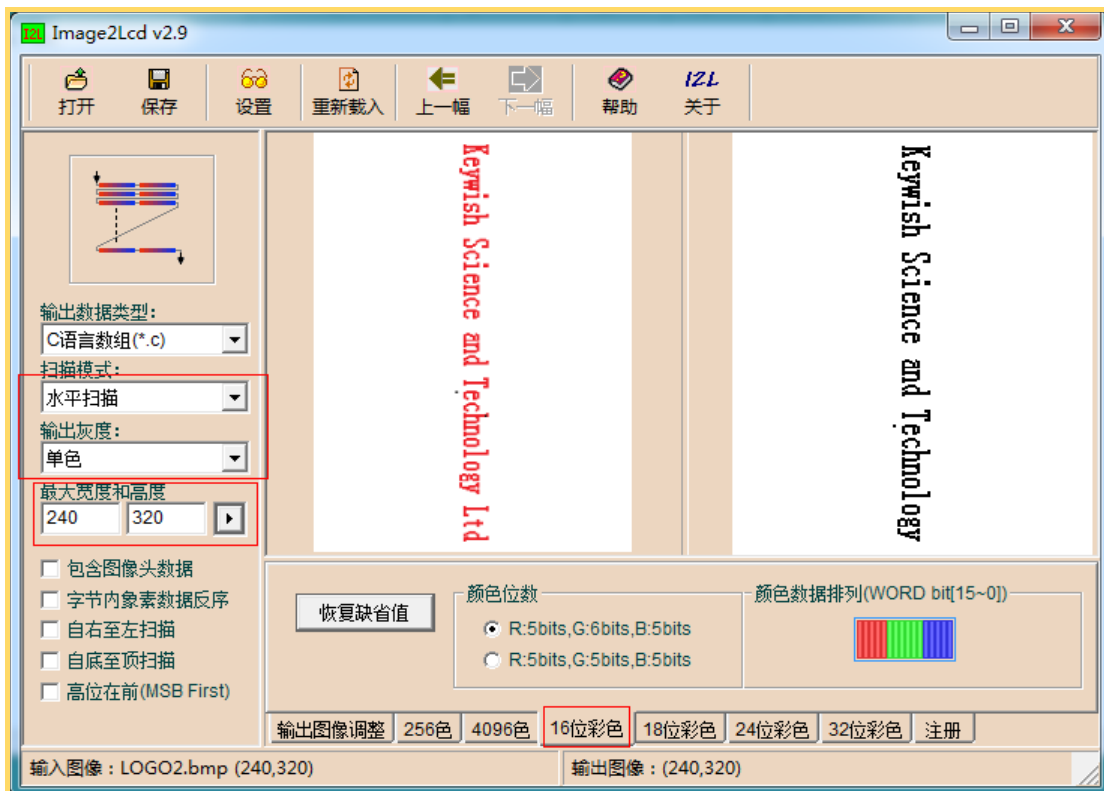 I2L Image2Lcd v2.9
打开 保存 设置 重新载入 上一幅 下一幅 帮助 I2L 关于
输出数据类型:
C语言数组(*.c)
扫描模式:
水平扫描
输出灰度:
单色
最大宽度和高度
240 320
包含图像头数据
字节内象素数据反序
自右至左扫描
自底至顶扫描
高位在前(MSB First)
Keywish Science and Technology Ltd
Keywish Science and Technology
恢复缺省值
颜色位数
R:5bits,G:6bits,B:5bits
R:5bits,G:5bits,B:5bits
颜色数据排列(WORD bit[15~0])
输出图像调整 256色 4096色 16位彩色 18位彩色 24位彩色 32位彩色 注册
输入图像:LOGO2.bmp (240,320)
输出图像:(240,320)